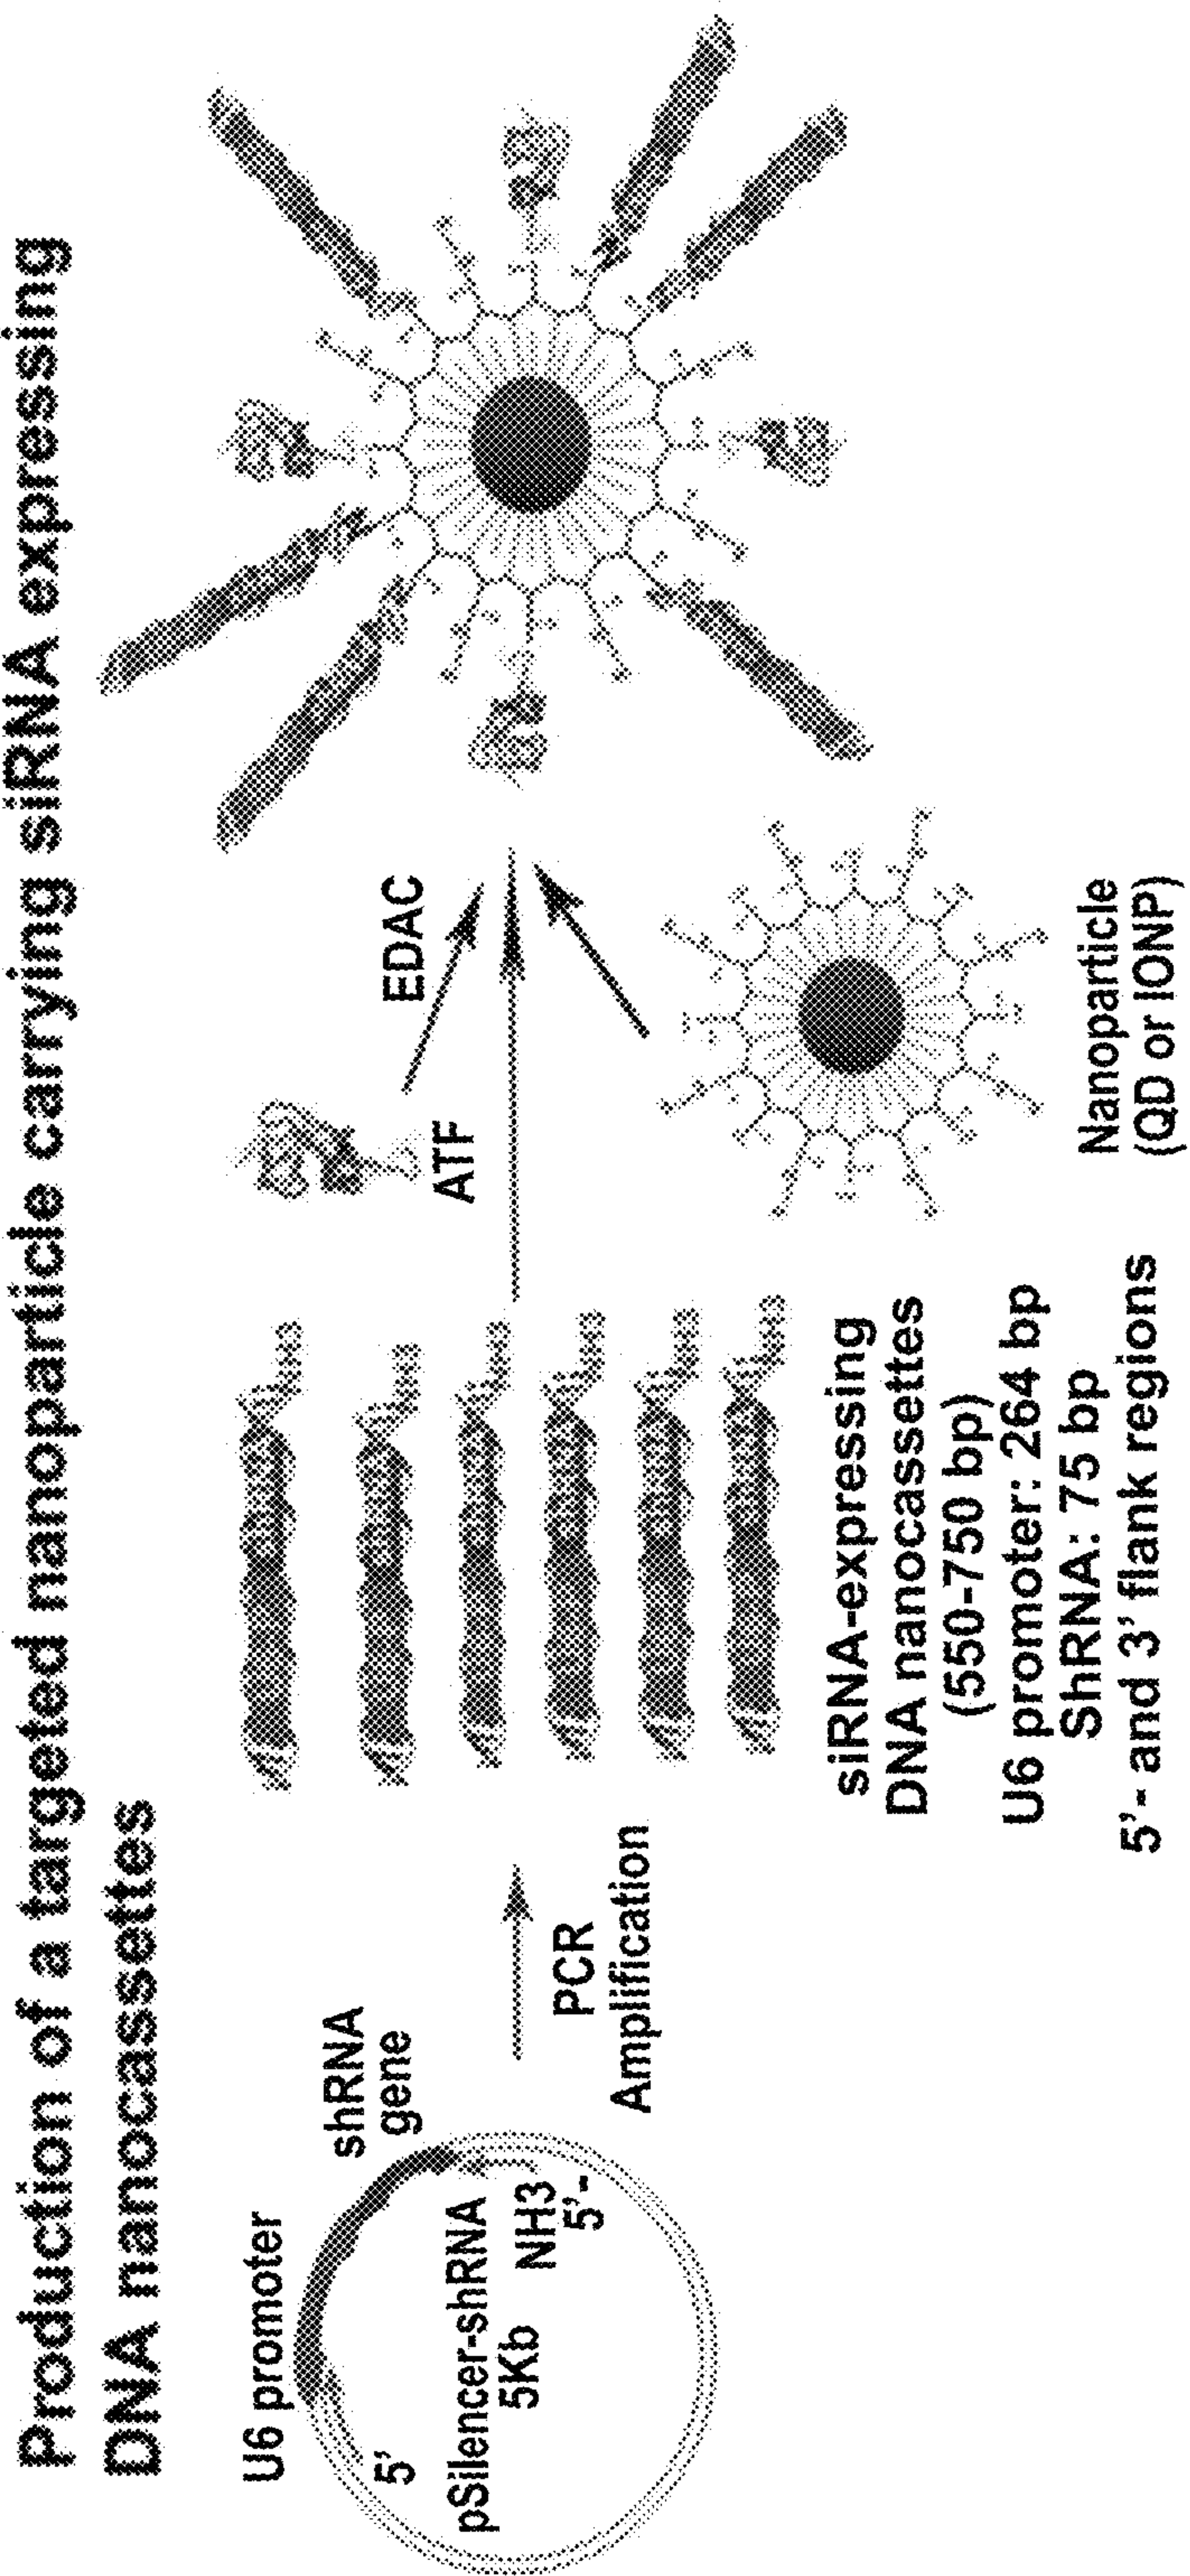 Production of a targeted nanoparticle carrying siRNA expressing
DNA nanocassettes
U6 promoter
shRNA
gene
5'
pSilencer-shRNA
5Kb
NH3
5'-
PCR
Amplification
siRNA-expressing
DNA nanocassettes
(550-750 bp)
U6 promoter: 264 bp
ShRNA: 75 bp
5'- and 3' flank regions
ATF
EDAC
Nanoparticle
(QD or IONP)